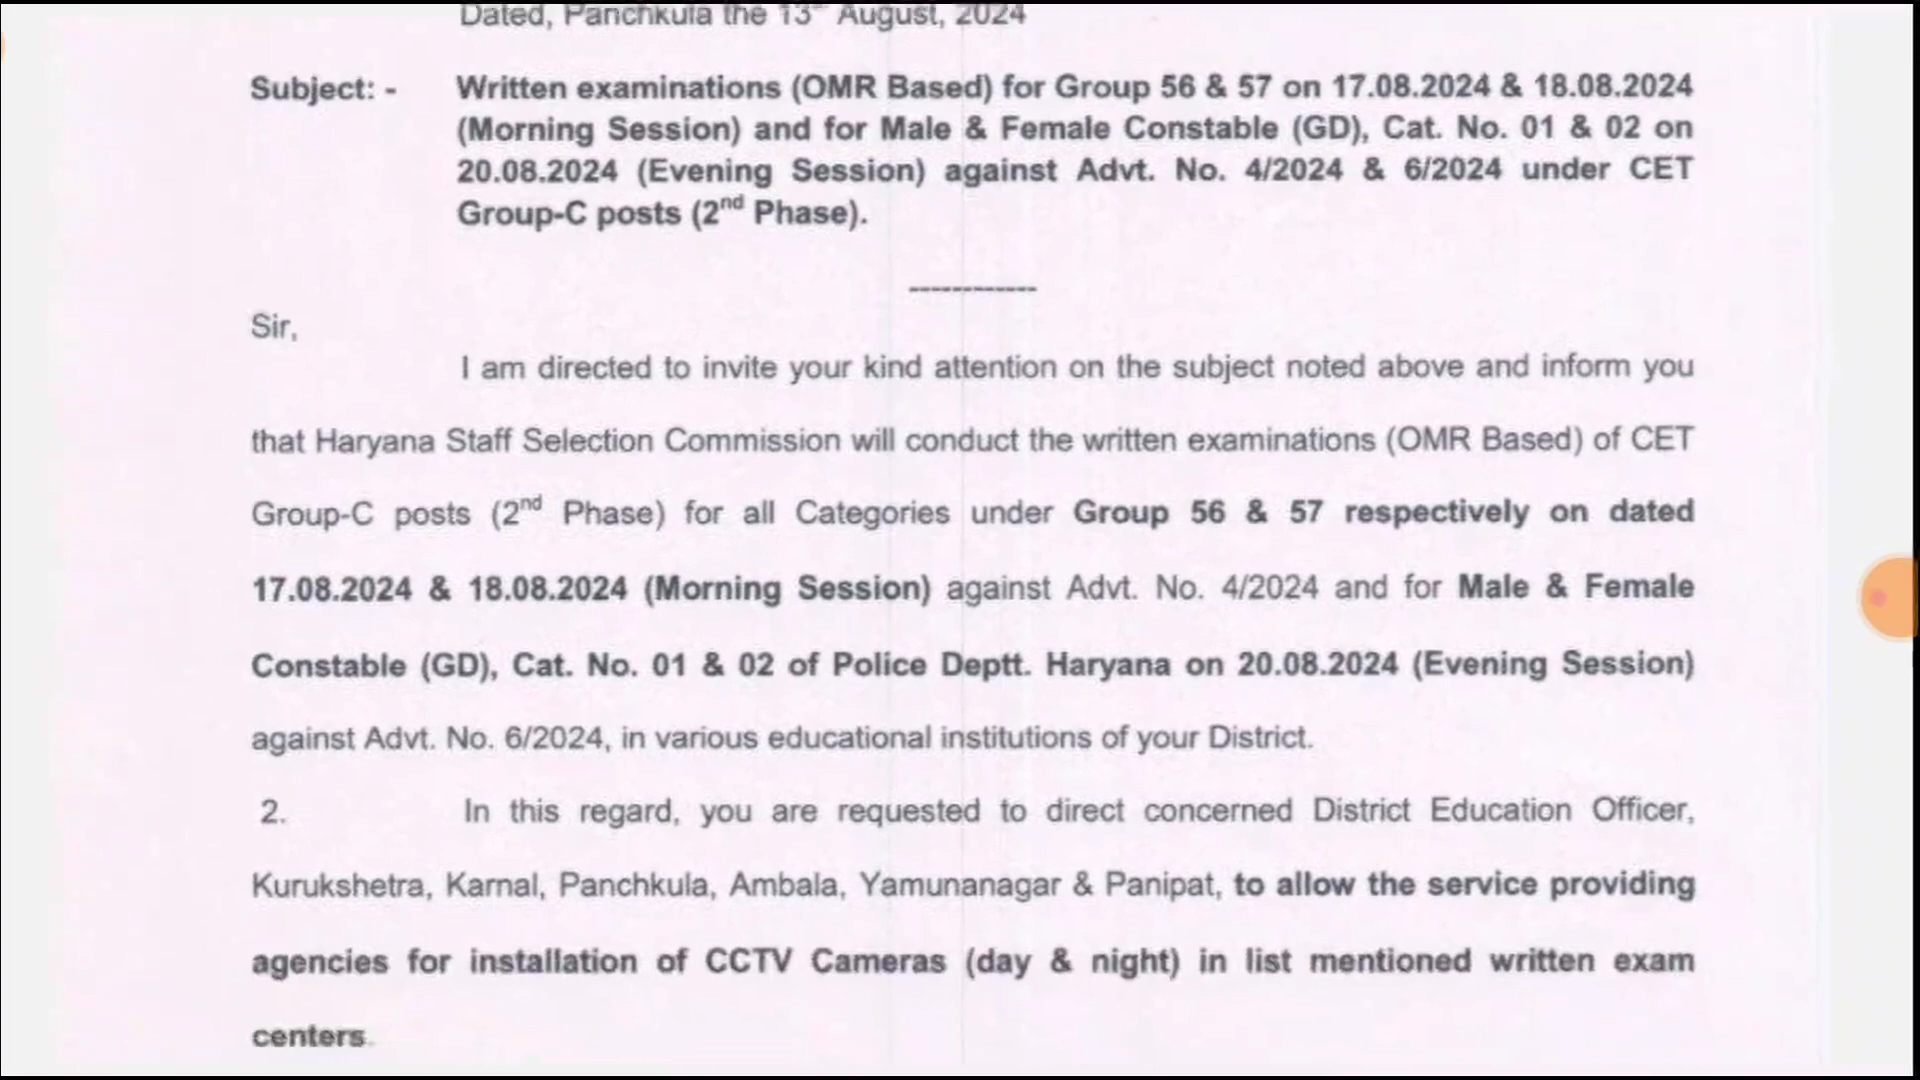 Dated, Panchkula the 13th August, 2024
Subject: - Written examinations (OMR Based) for Group 56 & 57 on 17.08.2024 & 18.08.2024
(Morning Session) and for Male & Female Constable (GD), Cat. No. 01 & 02 on
20.08.2024 (Evening Session) against Advt. No. 4/2024 & 6/2024 under CET
Group-C posts (2nd Phase).
------------
Sir,
I am directed to invite your kind attention on the subject noted above and inform you
that Haryana Staff Selection Commission will conduct the written examinations (OMR Based) of CET
Group-C posts (2nd Phase) for all Categories under Group 56 & 57 respectively on dated
17.08.2024 & 18.08.2024 (Morning Session) against Advt. No. 4/2024 and for Male & Female
Constable (GD), Cat. No. 01 & 02 of Police Deptt. Haryana on 20.08.2024 (Evening Session)
against Advt. No. 6/2024, in various educational institutions of your District.
2. In this regard, you are requested to direct concerned District Education Officer,
Kurukshetra, Karnal, Panchkula, Ambala, Yamunanagar & Panipat, to allow the service providing
agencies for installation of CCTV Cameras (day & night) in list mentioned written exam
centers.